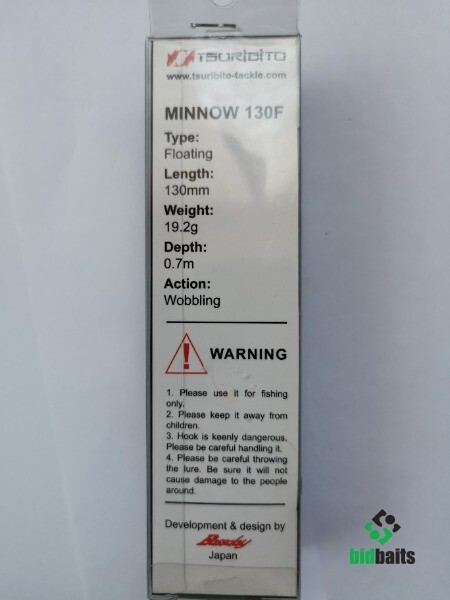 TSURIBITO
www.tsuribito-tackle.com
MINNOW 130F
Type:
Floating
Length:
130mm
Weight:
19.2g
Depth:
0.7m
Action:
Wobbling
WARNING
1. Please use it for fishing
only.
2. Please keep it away from
children.
3. Hook is keenly dangerous.
Please be careful handling it.
4. Please be careful throwing
the lure. Be sure it will not
cause damage to the people
around.
Development & design by
Japan
bidbaits